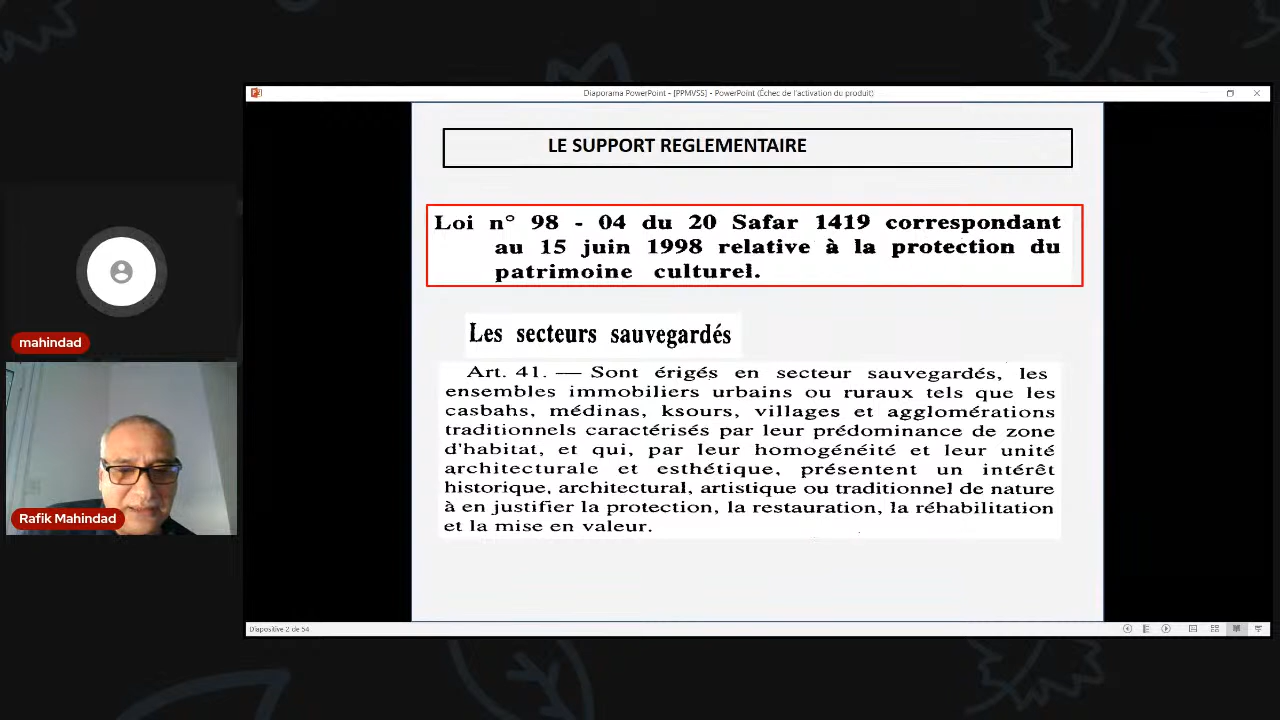 Diaporama PowerPoint - [PPMVSS] - PowerPoint (Échec de l'activation du produit)
LE SUPPORT REGLEMENTAIRE
Loi n° 98 - 04 du 20 Safar 1419 correspondant
au 15 juin 1998 relative à la protection du
patrimoine culturel.
Les secteurs sauvegardés
Art. 41. — Sont érigés en secteur sauvegardés, les
ensembles immobiliers urbains ou ruraux tels que les
casbahs, médinas, ksours, villages et agglomérations
traditionnels caractérisés par leur prédominance de zone
d'habitat, et qui, par leur homogénéité et leur unité
architecturale et esthétique, présentent un intérêt
historique, architectural, artistique ou traditionnel de nature
à en justifier la protection, la restauration, la réhabilitation
et la mise en valeur.
mahindad
Rafik Mahindad
Diapositive 2 de 54